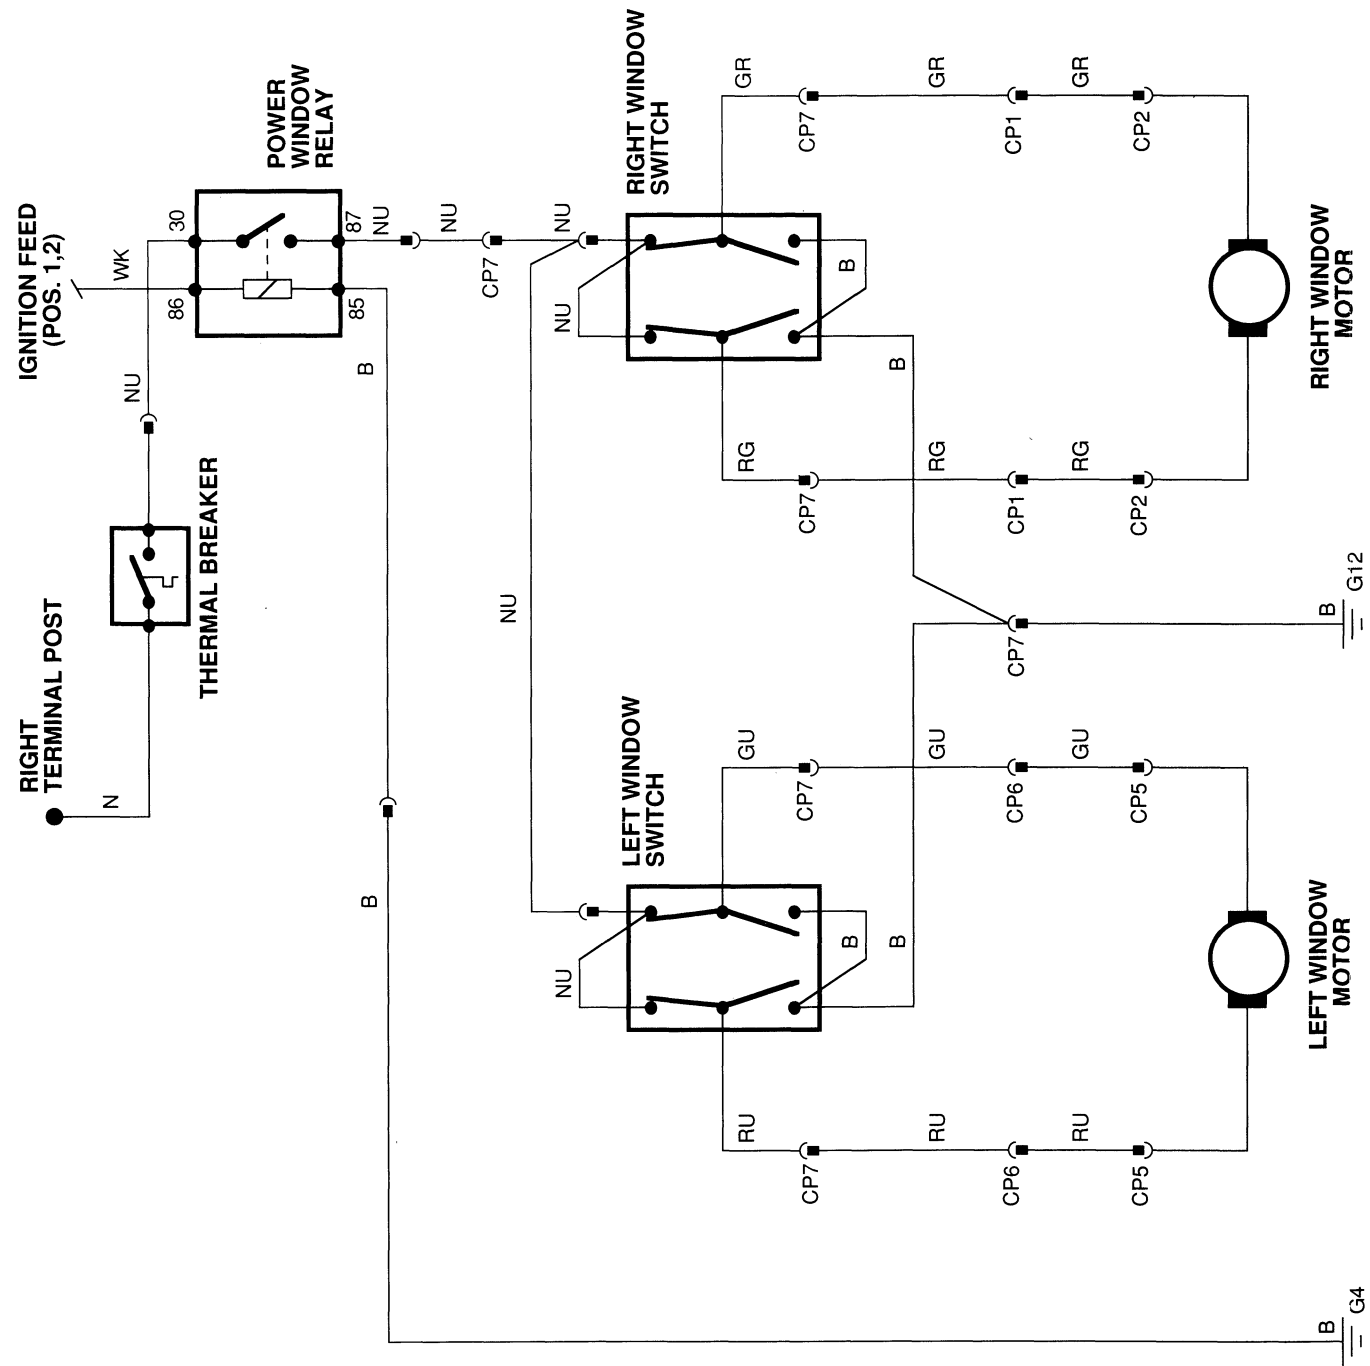 RIGHT
TERMINAL POST
N
THERMAL BREAKER
NU
IGNITION FEED
(POS. 1,2)
WK
30
86
87
85
POWER
WINDOW
RELAY
NU
NU
CP7
NU
B
B
B
G4
NU
NU
RIGHT WINDOW
SWITCH
B
B
GR
CP7
GR
CP1
GR
CP2
RG
CP7
RG
CP1
RG
CP2
RIGHT WINDOW
MOTOR
CP7
B
G12
LEFT WINDOW
SWITCH
NU
B
B
GU
CP7
GU
CP6
GU
CP5
RU
CP7
RU
CP6
RU
CP5
LEFT WINDOW
MOTOR